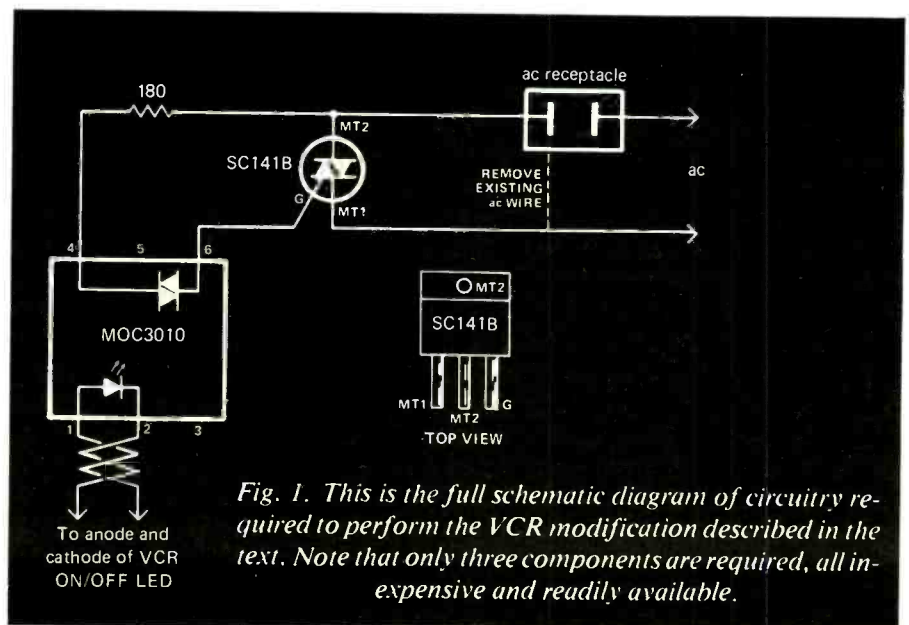 ac receptacle
180
MT2
SC141B
G
MT1
REMOVE
EXISTING
ac WIRE
ac
4 5 6
MOC3010
1 2 3
MT2
SC141B
MT1
MT2
G
TOP VIEW
To anode and
cathode of VCR
ON/OFF LED
Fig. 1. This is the full schematic diagram of circuitry re-
quired to perform the VCR modification described in the
text. Note that only three components are required, all in-
expensive and readily available.